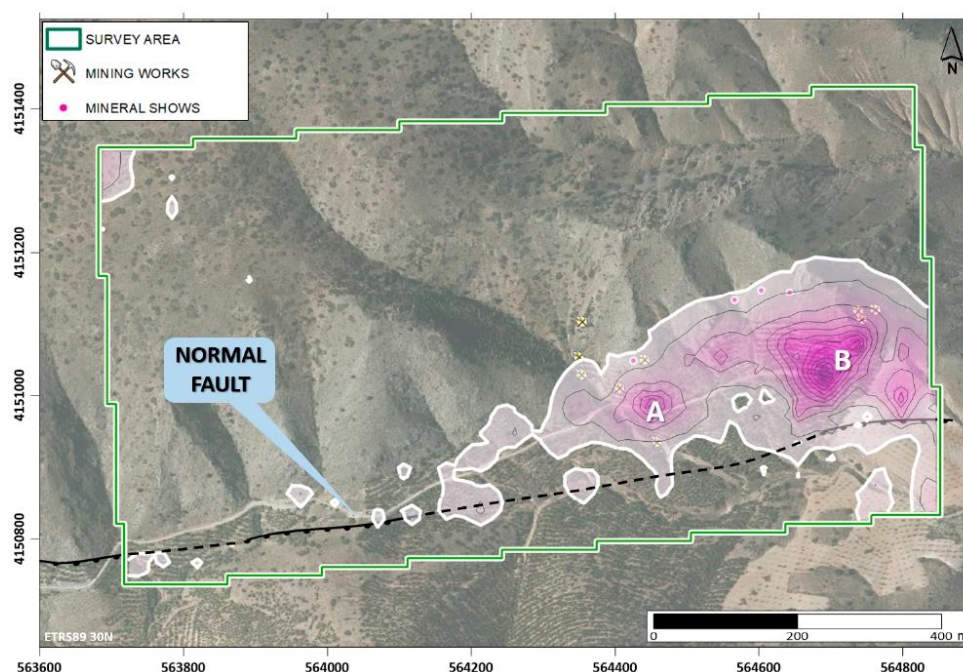 SURVEY AREA
MINING WORKS
MINERAL SHOWS
N
4151400
4151200
4151000
4150800
NORMAL
FAULT
A
B
ETRS89 30N
0 200 400 m
563600 563800 564000 564200 564400 564600 564800